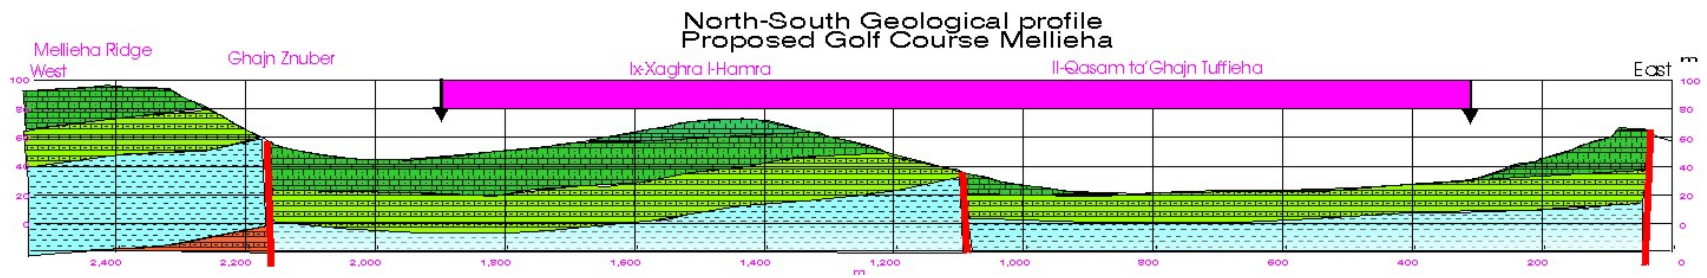 North-South Geological profile
Proposed Golf Course Mellieha
Mellieha Ridge
Ghajn Znuber
Ix-Xaghra l-Hamra
Il-Qasam ta'Ghajn Tuffieha
West
East m
100 100
80 80
60 60
40 40
20 20
0 0
2,400 2,200 2,000 1,800 1,600 1,400 1,200 1,000 800 600 400 200 0
m